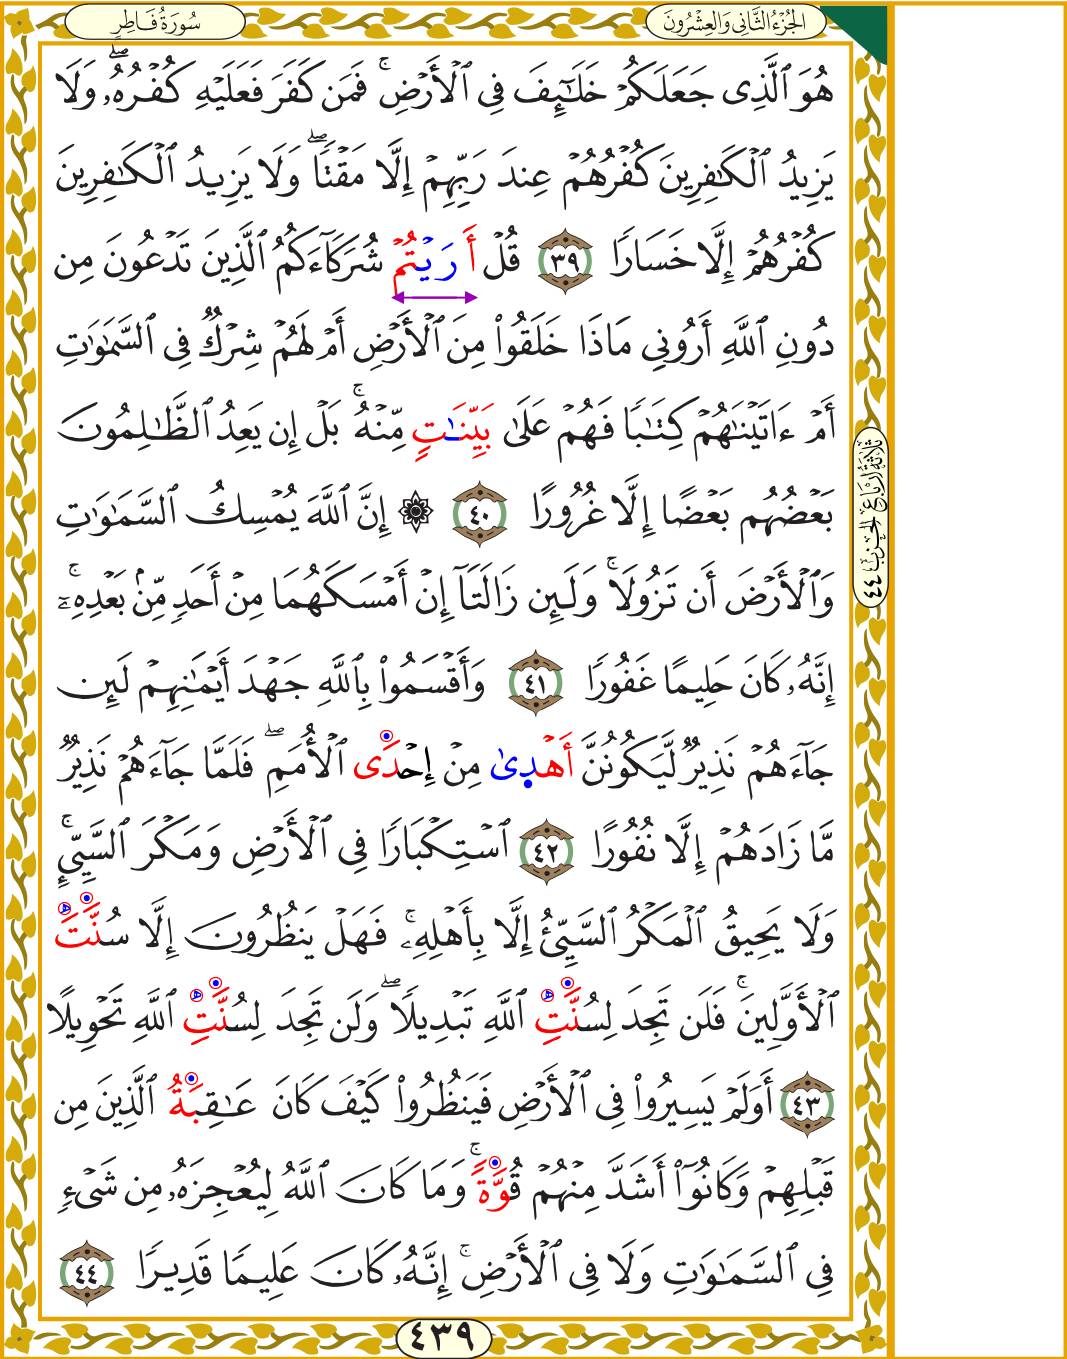 الجُزْءُ الثَّانِي وَالعِشْرُونَ
سُورَةُ فَاطِرٍ
هُوَ ٱلَّذِى جَعَلَكُمْ خَلَٰٓئِفَ فِى ٱلْأَرْضِ ۚ فَمَن كَفَرَ فَعَلَيْهِ كُفْرُهُۥ ۖ وَلَا
يَزِيدُ ٱلْكَٰفِرِينَ كُفْرُهُمْ عِندَ رَبِّهِمْ إِلَّا مَقْتًا ۖ وَلَا يَزِيدُ ٱلْكَٰفِرِينَ
كُفْرُهُمْ إِلَّا خَسَارًا ٣٩ قُلْ أَرَيْتُمْ شُرَكَآءَكُمُ ٱلَّذِينَ تَدْعُونَ مِن
دُونِ ٱللَّهِ أَرُونِى مَاذَا خَلَقُوا۟ مِنَ ٱلْأَرْضِ أَمْ لَهُمْ شِرْكٌ فِى ٱلسَّمَٰوَٰتِ
أَمْ ءَاتَيْنَٰهُمْ كِتَٰبًا فَهُمْ عَلَىٰ بَيِّنَٰتٍ مِّنْهُ ۚ بَلْ إِن يَعِدُ ٱلظَّٰلِمُونَ
بَعْضُهُم بَعْضًا إِلَّا غُرُورًا ٤٠ ۞ إِنَّ ٱللَّهَ يُمْسِكُ ٱلسَّمَٰوَٰتِ
وَٱلْأَرْضَ أَن تَزُولَا ۚ وَلَئِن زَالَتَآ إِنْ أَمْسَكَهُمَا مِنْ أَحَدٍ مِّنۢ بَعْدِهِۦٓ ۚ
إِنَّهُۥ كَانَ حَلِيمًا غَفُورًا ٤١ وَأَقْسَمُوا۟ بِٱللَّهِ جَهْدَ أَيْمَٰنِهِمْ لَئِن
جَآءَهُمْ نَذِيرٌ لَّيَكُونُنَّ أَهْدِىٰ مِنْ إِحْدَى ٱلْأُمَمِ ۖ فَلَمَّا جَآءَهُمْ نَذِيرٌ
مَّا زَادَهُمْ إِلَّا نُفُورًا ٤٢ ٱسْتِكْبَارًا فِى ٱلْأَرْضِ وَمَكْرَ ٱلسَّيِّئِ ۚ
وَلَا يَحِيقُ ٱلْمَكْرُ ٱلسَّيِّئُ إِلَّا بِأَهْلِهِۦ ۚ فَهَلْ يَنظُرُونَ إِلَّا سُنَّتَ
ٱلْأَوَّلِينَ ۚ فَلَن تَجِدَ لِسُنَّتِ ٱللَّهِ تَبْدِيلًا ۖ وَلَن تَجِدَ لِسُنَّتِ ٱللَّهِ تَحْوِيلًا
٤٣ أَوَلَمْ يَسِيرُوا۟ فِى ٱلْأَرْضِ فَيَنظُرُوا۟ كَيْفَ كَانَ عَٰقِبَةُ ٱلَّذِينَ مِن
قَبْلِهِمْ وَكَانُوٓا۟ أَشَدَّ مِنْهُمْ قُوَّةً ۚ وَمَا كَانَ ٱللَّهُ لِيُعْجِزَهُۥ مِن شَىْءٍ
فِى ٱلسَّمَٰوَٰتِ وَلَا فِى ٱلْأَرْضِ ۚ إِنَّهُۥ كَانَ عَلِيمًا قَدِيرًا ٤٤
ثَلَاثَةُ أَرْبَاعِ الحِزْبِ ٤٤
٤٣٩